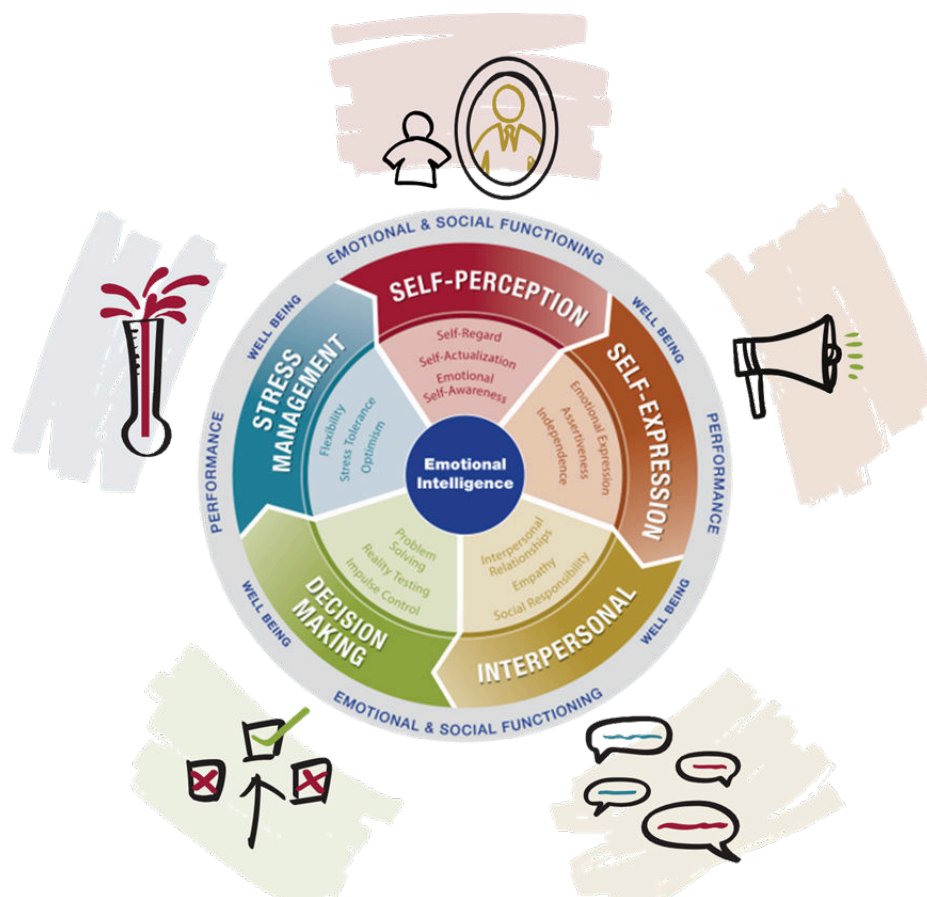 EMOTIONAL & SOCIAL FUNCTIONING
WELL BEING
WELL BEING
PERFORMANCE
PERFORMANCE
WELL BEING
WELL BEING
EMOTIONAL & SOCIAL FUNCTIONING
SELF-PERCEPTION
Self-Regard
Self-Actualization
Emotional
Self-Awareness
SELF-EXPRESSION
Emotional Expression
Assertiveness
Independence
INTERPERSONAL
Interpersonal
Relationships
Empathy
Social Responsibility
DECISION
MAKING
Problem
Solving
Reality Testing
Impulse Control
STRESS
MANAGEMENT
Flexibility
Stress Tolerance
Optimism
Emotional
Intelligence